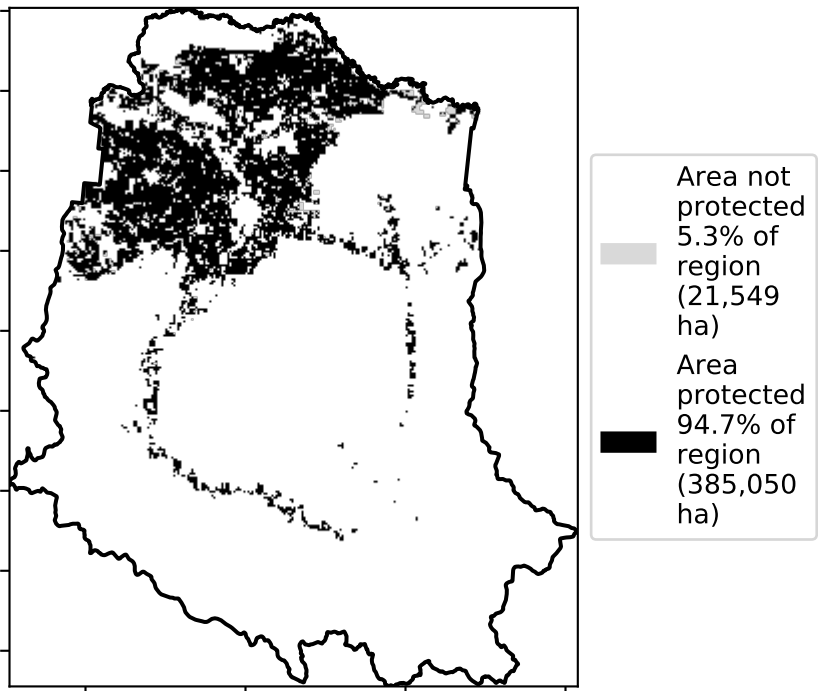 Area not
protected
5.3% of
region
(21,549
ha)
Area
protected
94.7% of
region
(385,050
ha)